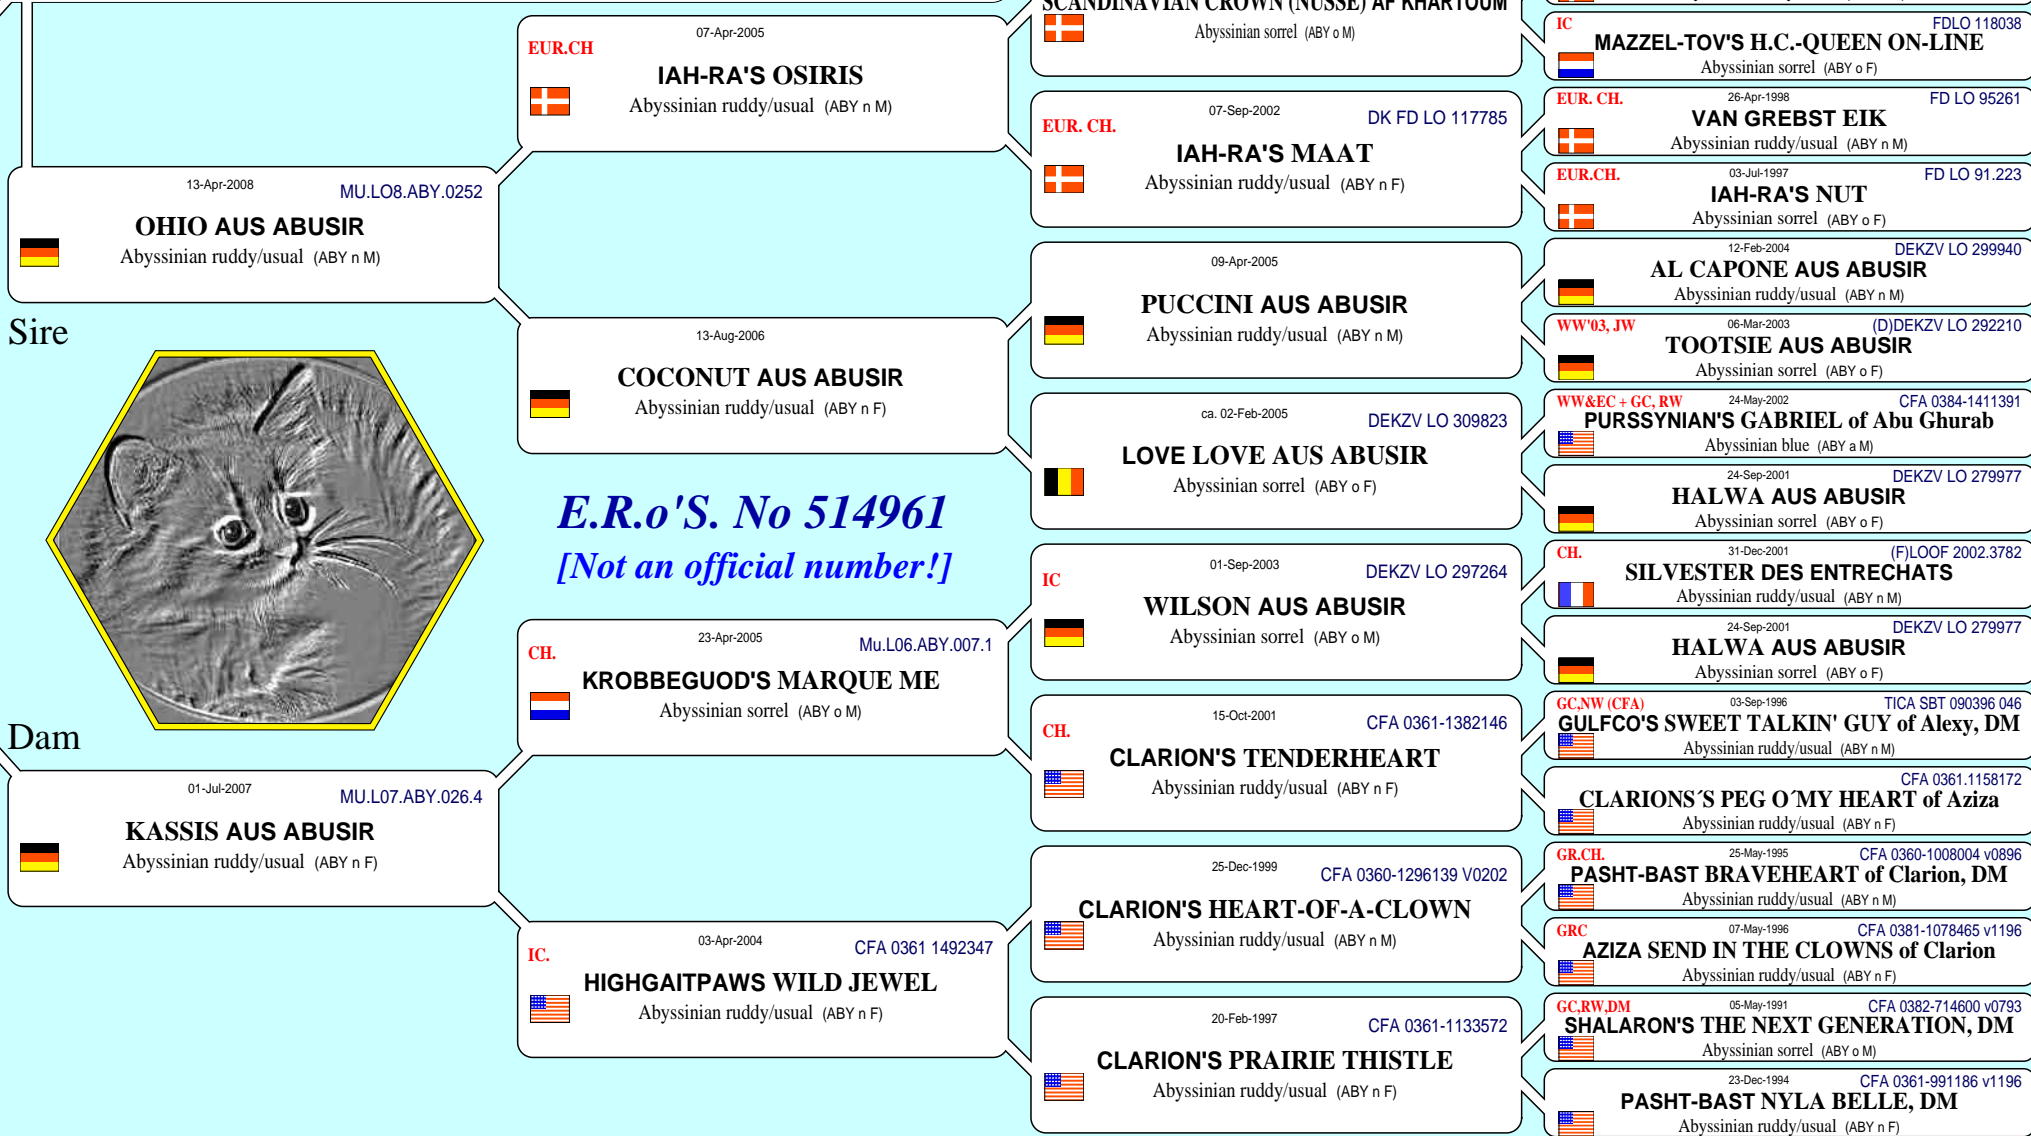 07-Apr-2005
EUR.CH
IAH-RA'S OSIRIS
Abyssinian ruddy/usual (ABY n M)
13-Apr-2008
MU.LO8.ABY.0252
OHIO AUS ABUSIR
Abyssinian ruddy/usual (ABY n M)
13-Aug-2006
COCONUT AUS ABUSIR
Abyssinian ruddy/usual (ABY n F)
Sire
E.R.o'S. No 514961
[Not an official number!]
Dam
23-Apr-2005
Mu.L06.ABY.007.1
CH.
KROBBEGUOD'S MARQUE ME
Abyssinian sorrel (ABY o M)
01-Jul-2007
MU.L07.ABY.026.4
KASSIS AUS ABUSIR
Abyssinian ruddy/usual (ABY n F)
03-Apr-2004
CFA 0361 1492347
IC.
HIGHGAITPAWS WILD JEWEL
Abyssinian ruddy/usual (ABY n F)
SCANDINAVIAN CROWN (NUSSE) AF KHARTOUM
Abyssinian sorrel (ABY o M)
07-Sep-2002
DK FD LO 117785
EUR. CH.
IAH-RA'S MAAT
Abyssinian ruddy/usual (ABY n F)
09-Apr-2005
PUCCINI AUS ABUSIR
Abyssinian ruddy/usual (ABY n M)
ca. 02-Feb-2005
DEKZV LO 309823
LOVE LOVE AUS ABUSIR
Abyssinian sorrel (ABY o F)
01-Sep-2003
DEKZV LO 297264
IC
WILSON AUS ABUSIR
Abyssinian sorrel (ABY o M)
15-Oct-2001
CFA 0361-1382146
CH.
CLARION'S TENDERHEART
Abyssinian ruddy/usual (ABY n F)
25-Dec-1999
CFA 0360-1296139 V0202
CLARION'S HEART-OF-A-CLOWN
Abyssinian ruddy/usual (ABY n M)
20-Feb-1997
CFA 0361-1133572
CLARION'S PRAIRIE THISTLE
Abyssinian ruddy/usual (ABY n F)
IC
FDLO 118038
MAZZEL-TOV'S H.C.-QUEEN ON-LINE
Abyssinian sorrel (ABY o F)
EUR. CH.
26-Apr-1998
FD LO 95261
VAN GREBST EIK
Abyssinian ruddy/usual (ABY n M)
EUR.CH.
03-Jul-1997
FD LO 91.223
IAH-RA'S NUT
Abyssinian sorrel (ABY o F)
12-Feb-2004
DEKZV LO 299940
AL CAPONE AUS ABUSIR
Abyssinian ruddy/usual (ABY n M)
WW'03, JW
06-Mar-2003
(D)DEKZV LO 292210
TOOTSIE AUS ABUSIR
Abyssinian sorrel (ABY o F)
WW&EC + GC, RW
24-May-2002
CFA 0384-1411391
PURSSYNIAN'S GABRIEL of Abu Ghurab
Abyssinian blue (ABY a M)
24-Sep-2001
DEKZV LO 279977
HALWA AUS ABUSIR
Abyssinian sorrel (ABY o F)
CH.
31-Dec-2001
(F)LOOF 2002.3782
SILVESTER DES ENTRECHATS
Abyssinian ruddy/usual (ABY n M)
24-Sep-2001
DEKZV LO 279977
HALWA AUS ABUSIR
Abyssinian sorrel (ABY o F)
GC,NW (CFA)
03-Sep-1996
TICA SBT 090396 046
GULFCO'S SWEET TALKIN' GUY of Alexy, DM
Abyssinian ruddy/usual (ABY n M)
CFA 0361.1158172
CLARIONS´S PEG O´MY HEART of Aziza
Abyssinian ruddy/usual (ABY n F)
GR.CH.
25-May-1995
CFA 0360-1008004 v0896
PASHT-BAST BRAVEHEART of Clarion, DM
Abyssinian ruddy/usual (ABY n M)
GRC
07-May-1996
CFA 0381-1078465 v1196
AZIZA SEND IN THE CLOWNS of Clarion
Abyssinian ruddy/usual (ABY n F)
GC,RW,DM
05-May-1991
CFA 0382-714600 v0793
SHALARON'S THE NEXT GENERATION, DM
Abyssinian sorrel (ABY o M)
23-Dec-1994
CFA 0361-991186 v1196
PASHT-BAST NYLA BELLE, DM
Abyssinian ruddy/usual (ABY n F)